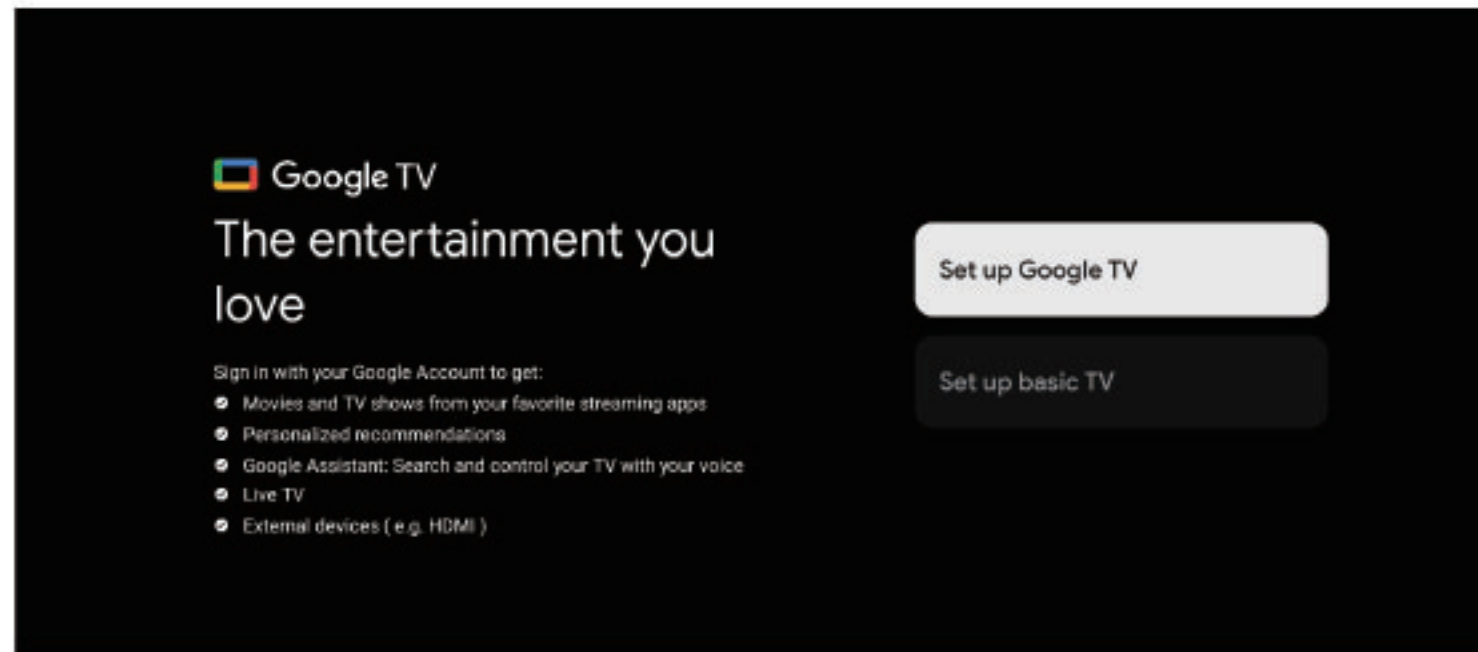 Google TV
The entertainment you
love
Sign in with your Google Account to get:
Movies and TV shows from your favorite streaming apps
Personalized recommendations
Google Assistant: Search and control your TV with your voice
Live TV
External devices ( e.g. HDMI )
Set up Google TV
Set up basic TV